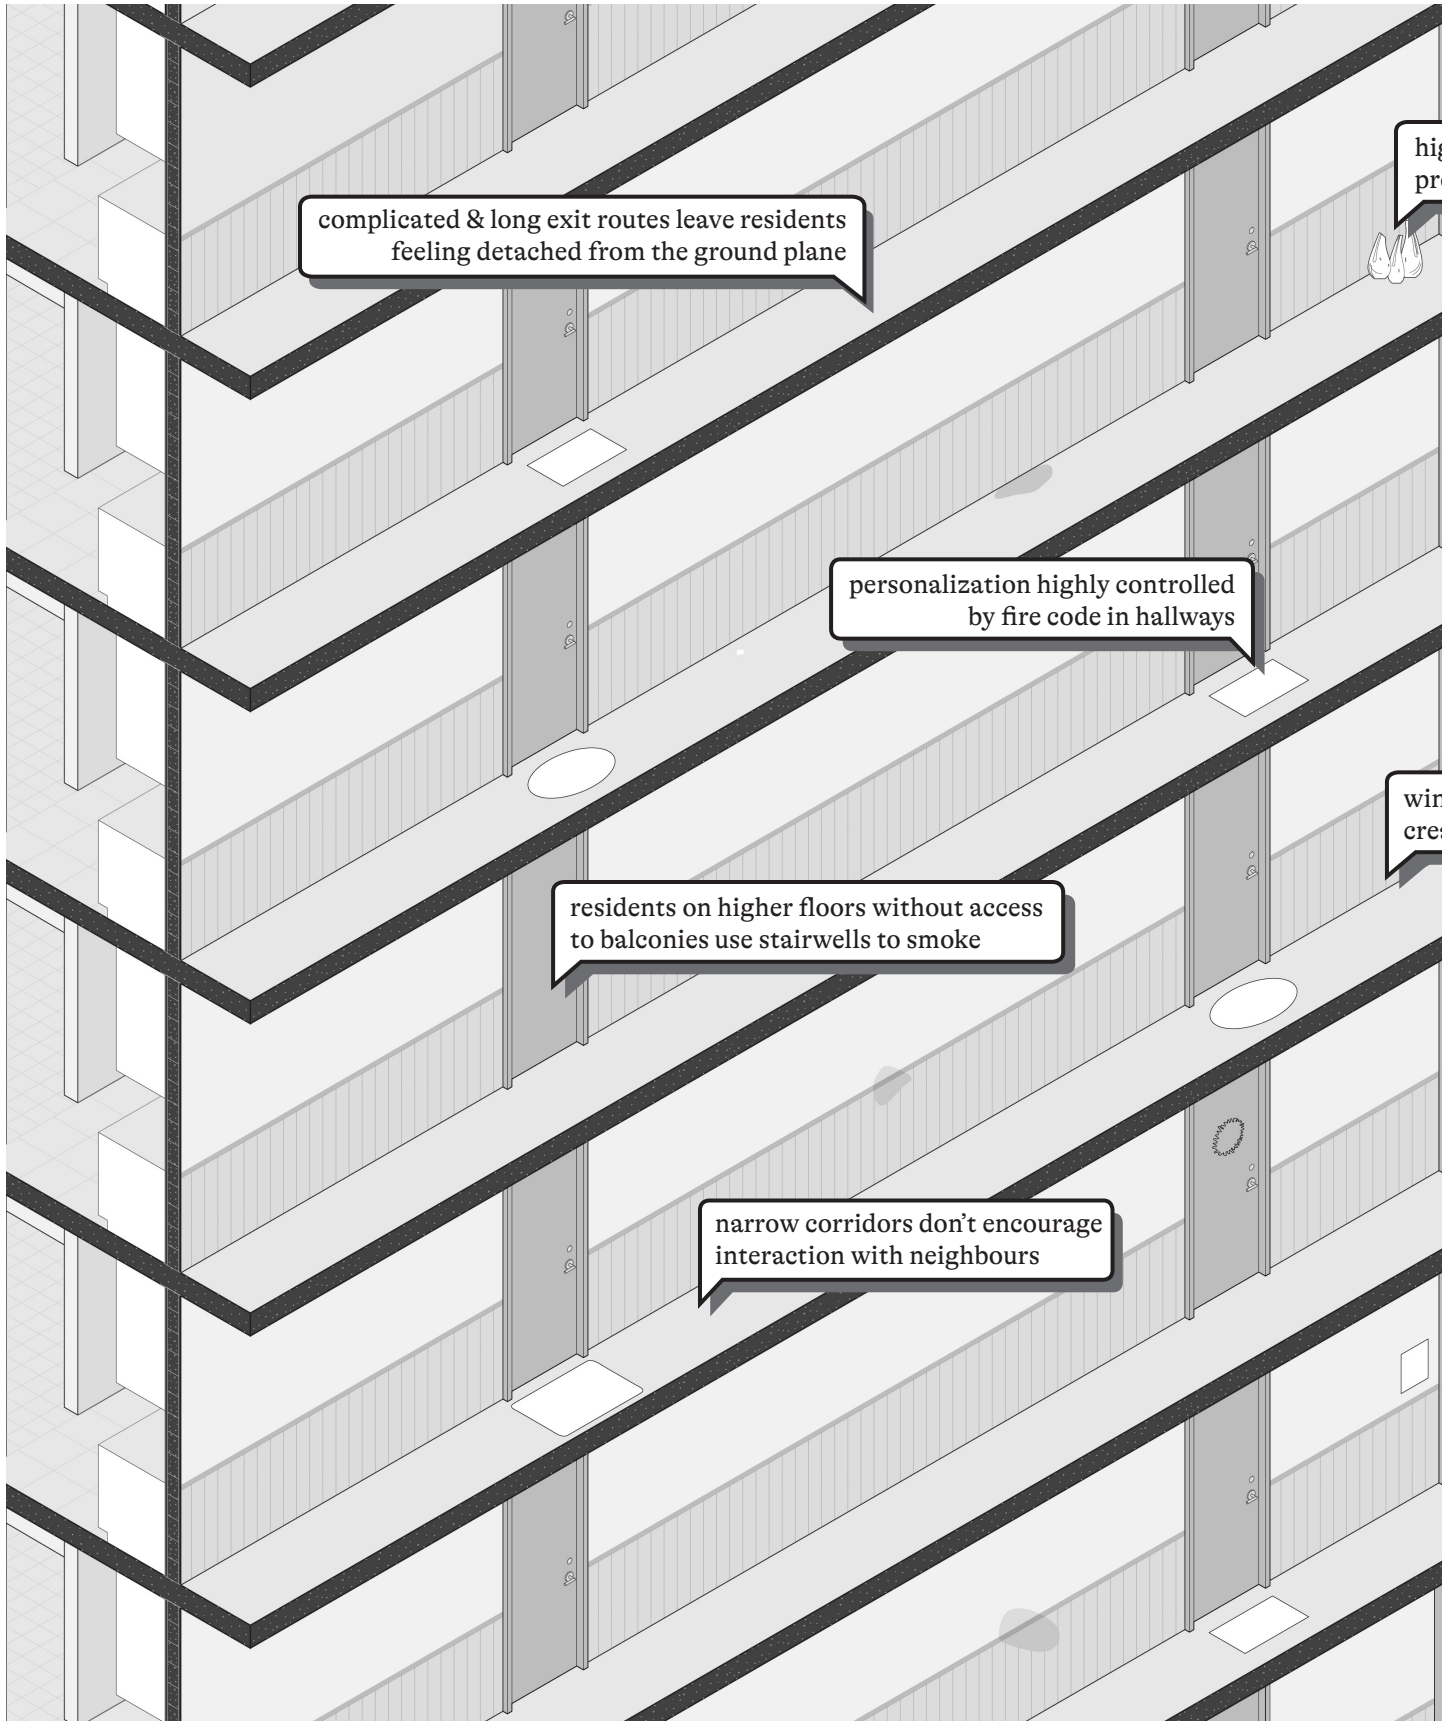 complicated & long exit routes leave residents
feeling detached from the ground plane
personalization highly controlled
by fire code in hallways
residents on higher floors without access
to balconies use stairwells to smoke
narrow corridors don’t encourage
interaction with neighbours